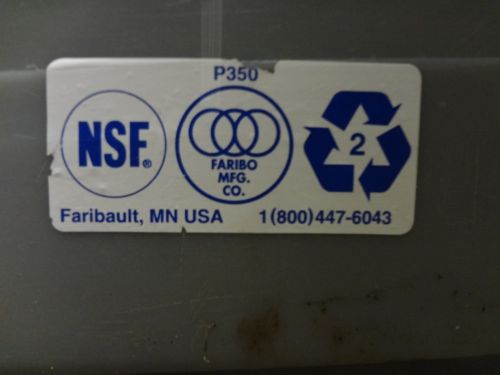 P350
NSF®
FARIBO
MFG.
CO.
2
Faribault, MN USA
1(800)447-6043